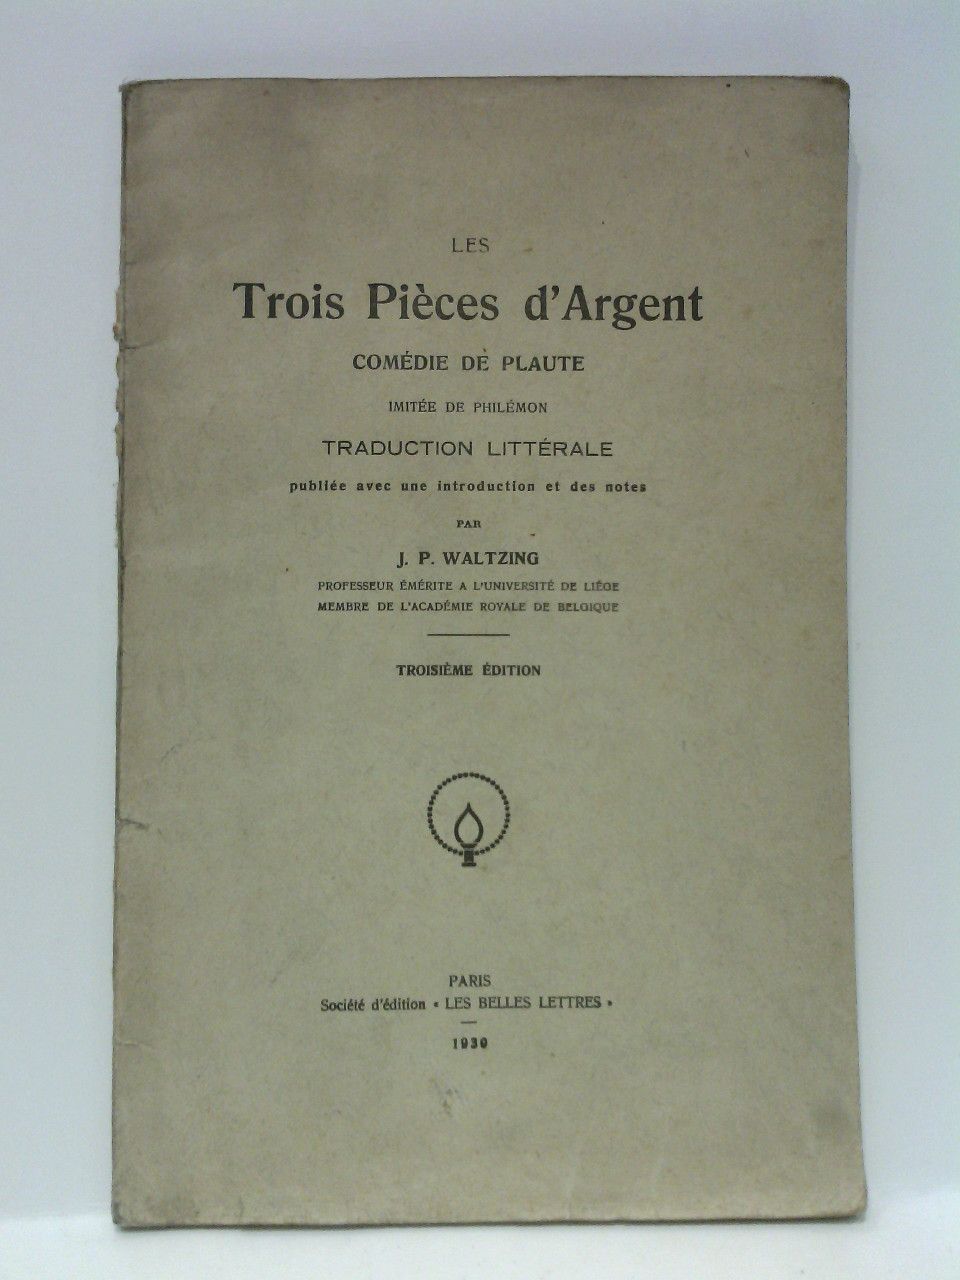 LES
Trois Pièces d'Argent
COMÉDIE DE PLAUTE
IMITÉE DE PHILÉMON
TRADUCTION LITTÉRALE
publiée avec une introduction et des notes
PAR
J. P. WALTZING
PROFESSEUR ÉMÉRITE A L'UNIVERSITÉ DE LIÉGE
MEMBRE DE L'ACADÉMIE ROYALE DE BELGIQUE
TROISIÈME ÉDITION
PARIS
Société d'édition « LES BELLES LETTRES »
1930